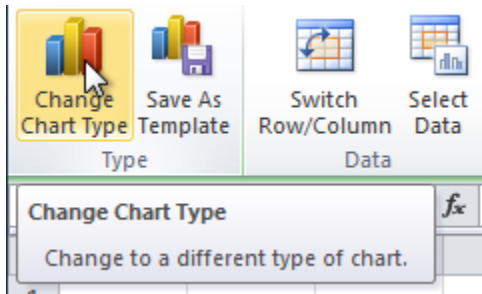 Change Chart Type
Save As Template
Switch Row/Column
Select Data
Type
Data
fx
Change Chart Type
Change to a different type of chart.